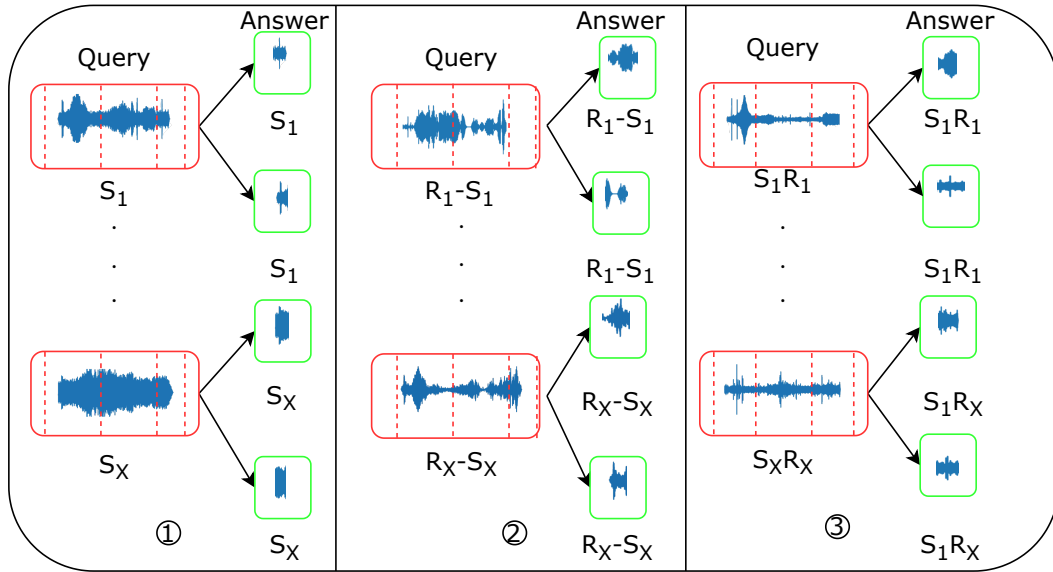 Query
Answer
S1
S1
S1
.
.
.
SX
SX
SX
①
Query
Answer
R1-S1
R1-S1
R1-S1
.
.
.
RX-SX
RX-SX
RX-SX
②
Query
Answer
S1R1
S1R1
S1R1
.
.
.
S1RX
SXRX
S1RX
③